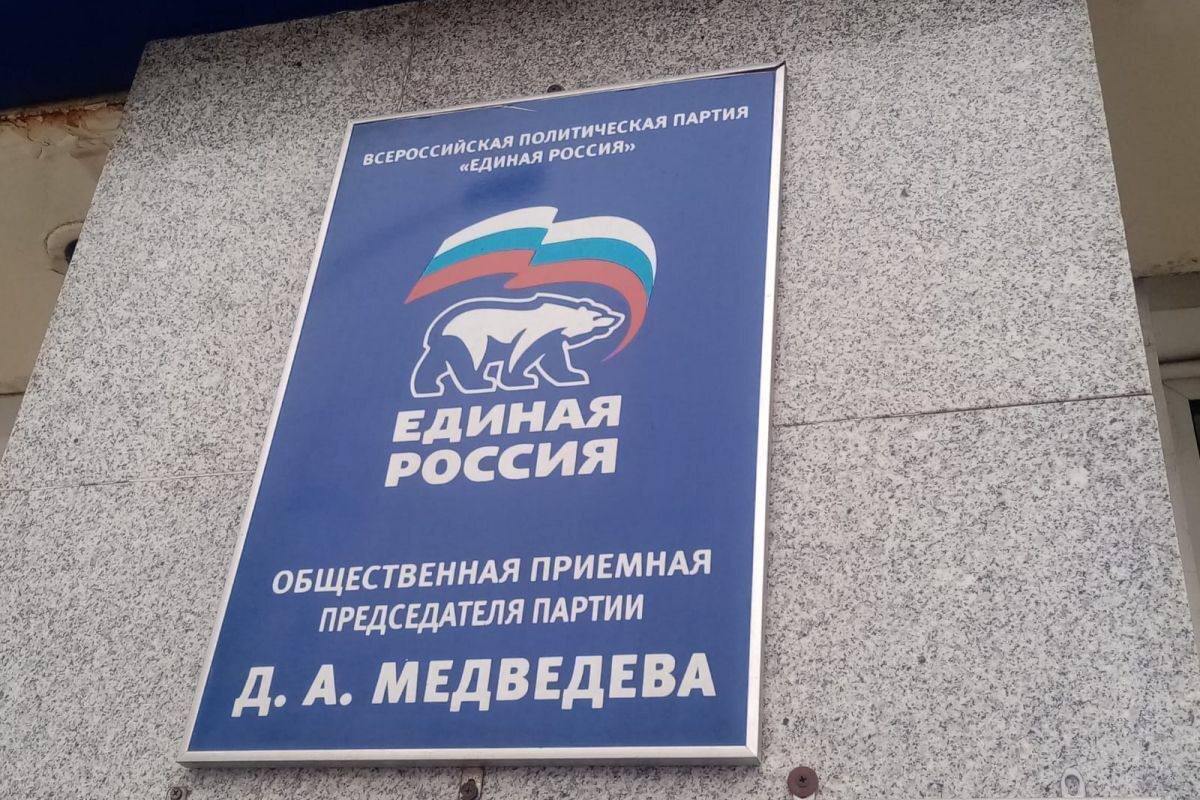 ВСЕРОССИЙСКАЯ ПОЛИТИЧЕСКАЯ ПАРТИЯ
«ЕДИНАЯ РОССИЯ»
ЕДИНАЯ
РОССИЯ
ОБЩЕСТВЕННАЯ ПРИЕМНАЯ
ПРЕДСЕДАТЕЛЯ ПАРТИИ
Д. А. МЕДВЕДЕВА